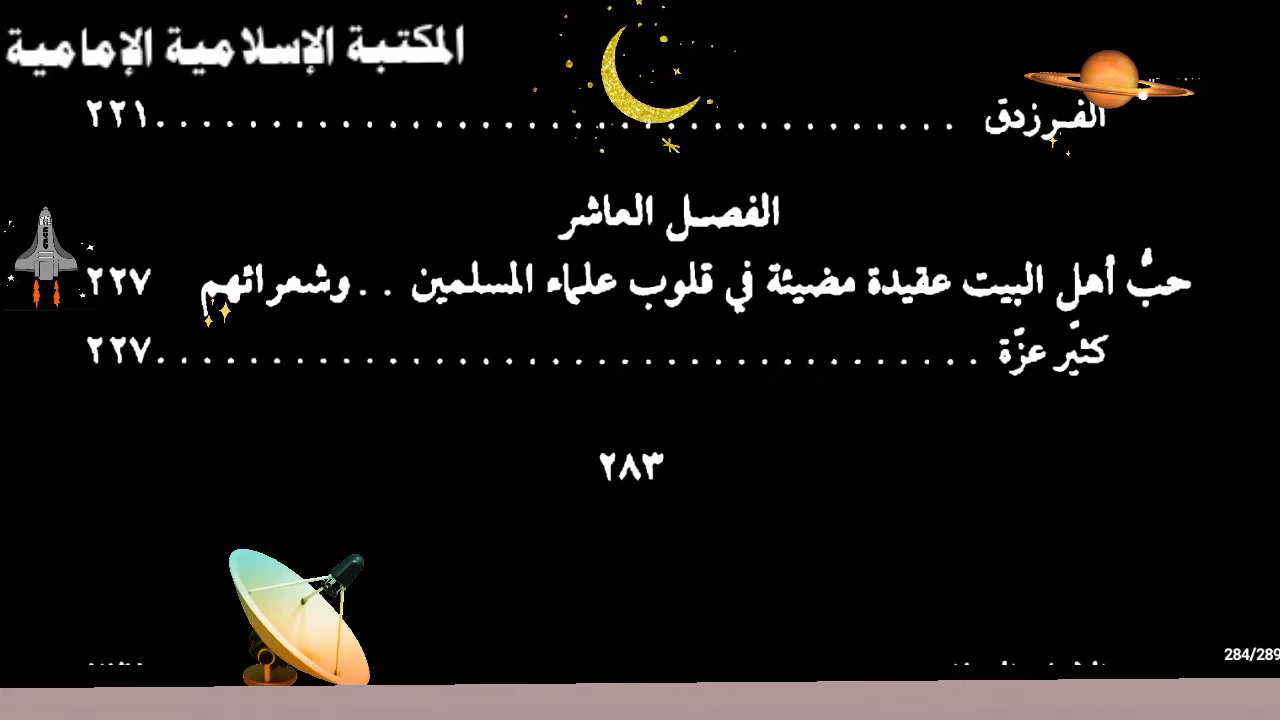 المكتبة الإسلامية الإمامية
الفرزدق ................................. ٢٢١
الفصل العاشر
حبُّ أهل البيت عقيدة مضيئة في قلوب علماء المسلمين . . وشعرائهم ٢٢٧
كثيّر عزّة .................................. ٢٢٧
٢٨٣
284/289